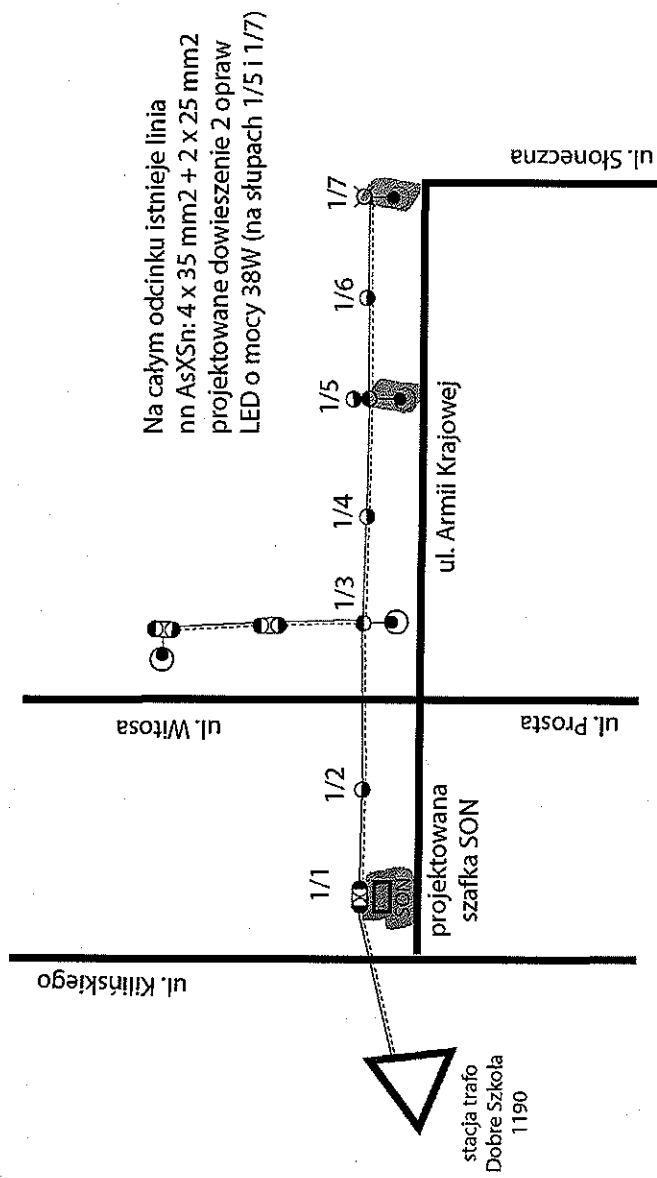 Na całym odcinku istnieje linia
nn AsXSn: 4 x 35 mm2 + 2 x 25 mm2
projektowane dowieszenie 2 opraw
LED o mocy 38W (na słupach 1/5 i 1/7)
ul. Kilińskiego
ul. Witosa
ul. Prosta
ul. Armii Krajowej
ul. Słoneczna
1/1
1/2
1/3
1/4
1/5
1/6
1/7
SON
projektowana
szafka SON
stacja trafo
Dobre Szkoła
1190